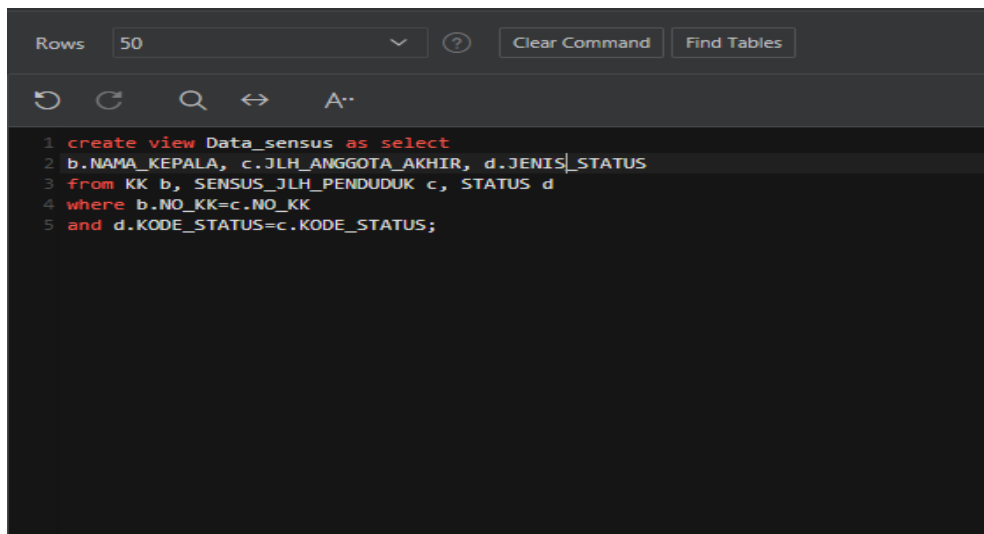 Rows 50 Clear Command Find Tables
A··
1 create view Data_sensus as select
2 b.NAMA_KEPALA, c.JLH_ANGGOTA_AKHIR, d.JENIS_STATUS
3 from KK b, SENSUS_JLH_PENDUDUK c, STATUS d
4 where b.NO_KK=c.NO_KK
5 and d.KODE_STATUS=c.KODE_STATUS;